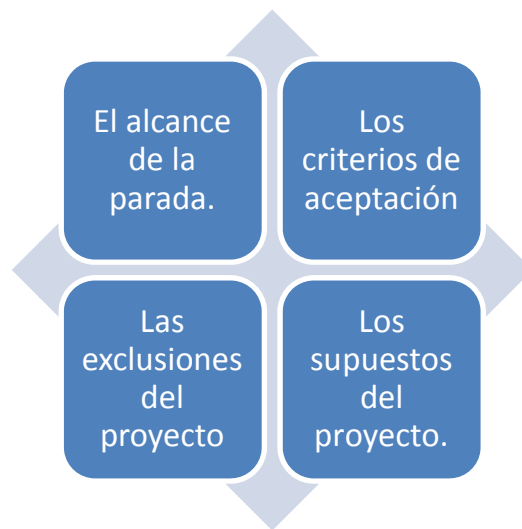 El alcance
de la
parada.
Los
criterios de
aceptación
Las
exclusiones
del
proyecto
Los
supuestos
del
proyecto.